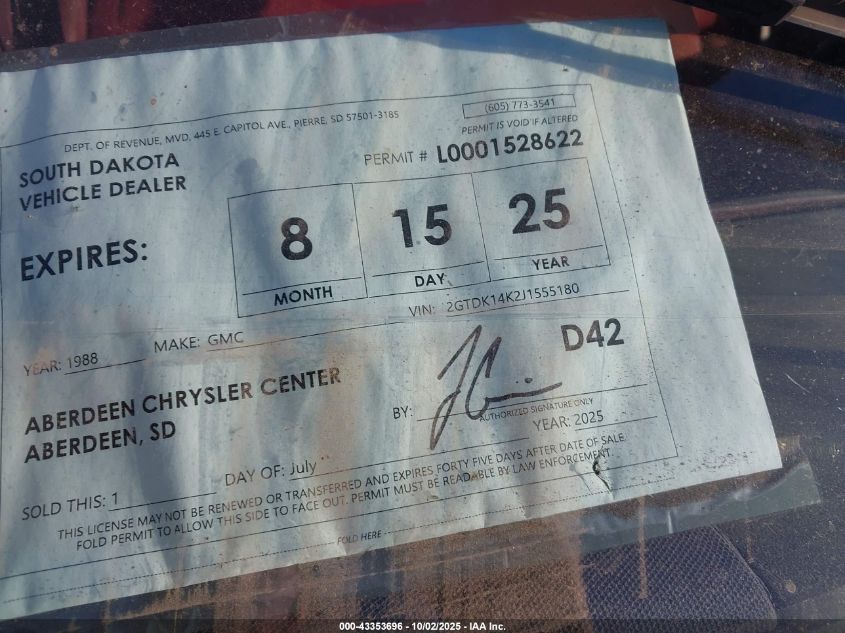 DEPT. OF REVENUE, MVD, 445 E. CAPITOL AVE., PIERRE, SD 57501-3185
(605) 773-3541
PERMIT IS VOID IF ALTERED
SOUTH DAKOTA
VEHICLE DEALER
PERMIT # L0001528622
EXPIRES:
8 15 25
MONTH DAY YEAR
VIN: 2GTDK14K2J1555180
YEAR: 1988 MAKE: GMC
D42
ABERDEEN CHRYSLER CENTER
ABERDEEN, SD
BY:
AUTHORIZED SIGNATURE ONLY
SOLD THIS: 1 DAY OF: July YEAR: 2025
THIS LICENSE MAY NOT BE RENEWED OR TRANSFERRED AND EXPIRES FORTY FIVE DAYS AFTER DATE OF SALE
FOLD PERMIT TO ALLOW THIS SIDE TO FACE OUT. PERMIT MUST BE READABLE BY LAW ENFORCEMENT.
FOLD HERE
000-43353696 - 10/02/2025 - IAA Inc.